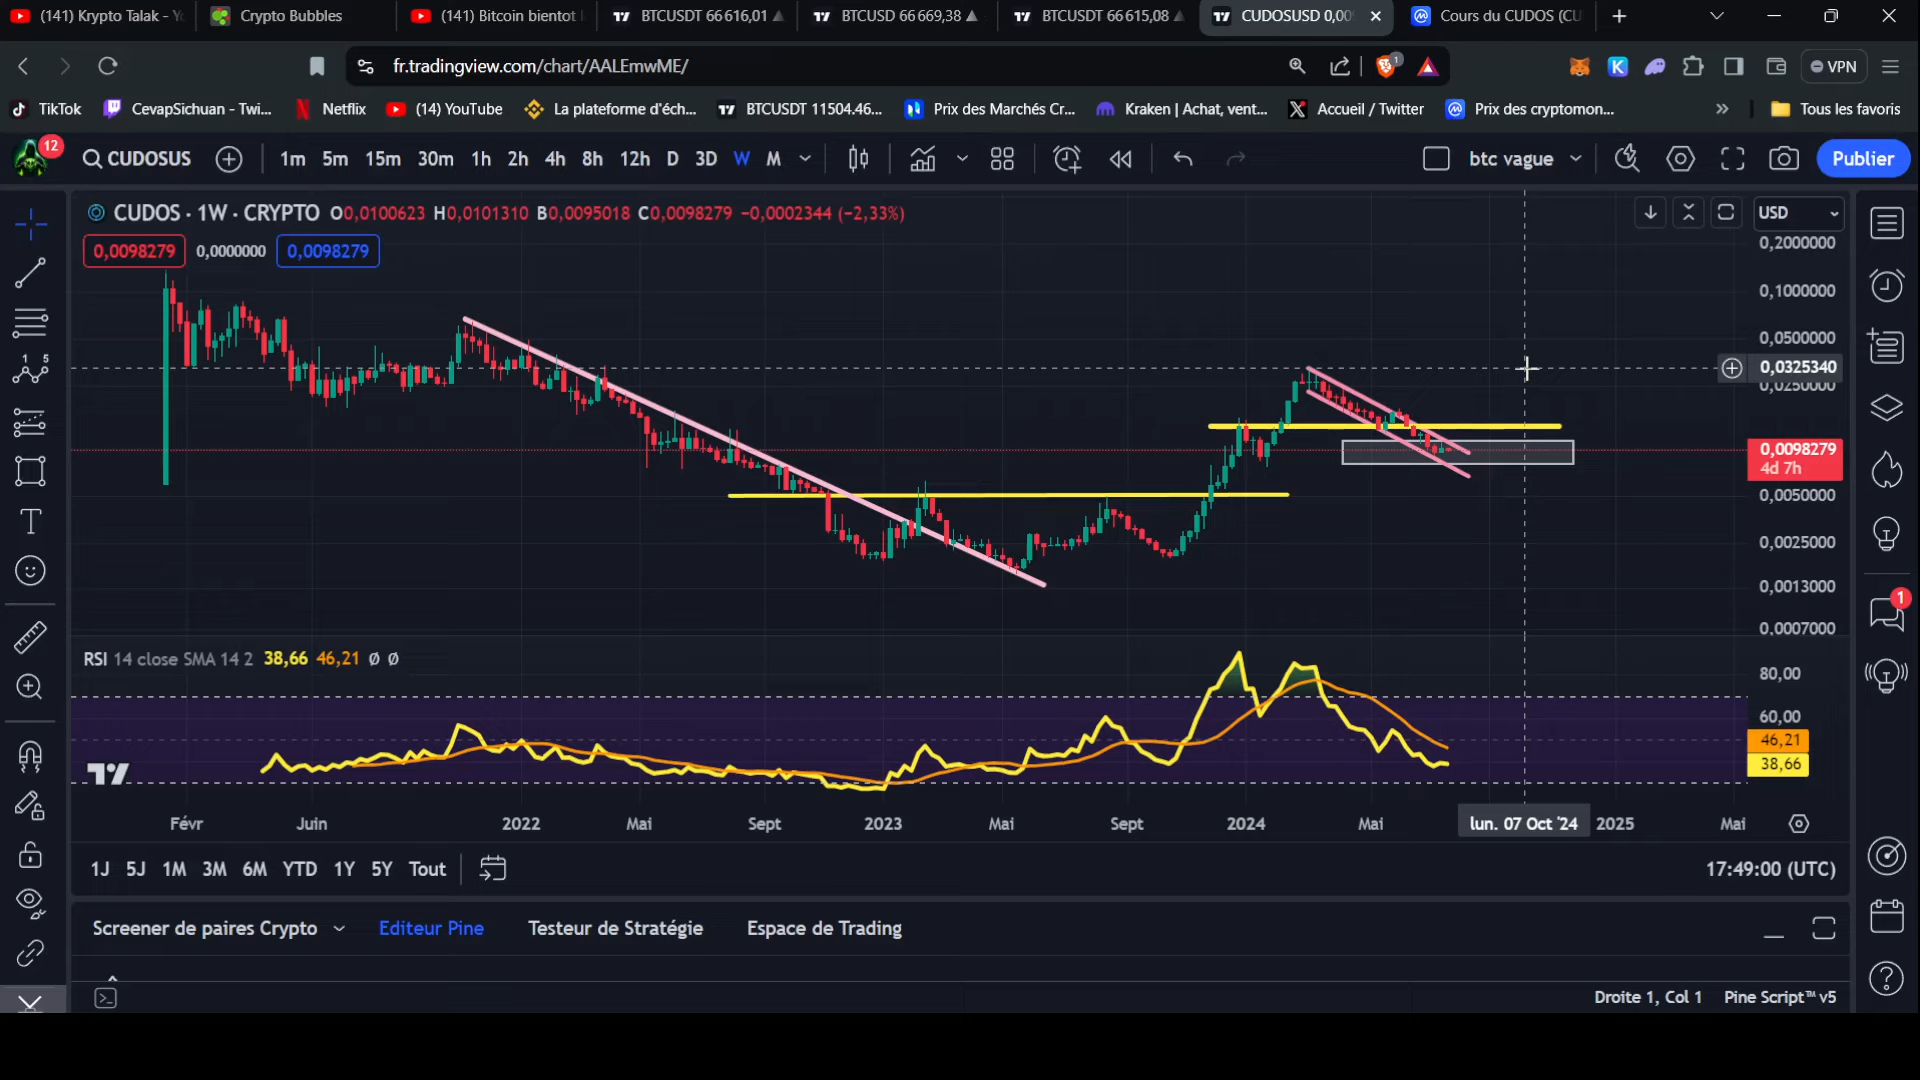 (141) Krypto Talak - Y
Crypto Bubbles
(141) Bitcoin bientot
BTCUSDT 66 616,01
BTCUSD 66 669,38
BTCUSDT 66 615,08
CUDOSUSD 0,00
Cours du CUDOS (CU
fr.tradingview.com/chart/AALEmwME/
1
VPN
TikTok
CevapSichuan - Twi...
Netflix
(14) YouTube
La plateforme d'éch...
BTCUSDT 11504.46...
Prix des Marchés Cr...
Kraken | Achat, vent...
Accueil / Twitter
Prix des cryptomon...
Tous les favoris
12
CUDOSUS
1m 5m 15m 30m 1h 2h 4h 8h 12h D 3D W M
btc vague
Publier
CUDOS · 1W · CRYPTO O0,0100623 H0,0101310 B0,0095018 C0,0098279 −0,0002344 (−2,33%)
USD
0,0098279 0,0000000 0,0098279
0,2000000
0,1000000
0,0500000
0,0325340
0,0250000
0,0098279
4d 7h
0,0050000
0,0025000
0,0013000
0,0007000
1
RSI 14 close SMA 14 2 38,66 46,21 Ø Ø
80,00
60,00
46,21
38,66
Févr Juin 2022 Mai Sept 2023 Mai Sept 2024 Mai lun. 07 Oct '24 2025 Mai
1J 5J 1M 3M 6M YTD 1Y 5Y Tout
17:49:00 (UTC)
Screener de paires Crypto Editeur Pine Testeur de Stratégie Espace de Trading
Droite 1, Col 1 Pine Script™ v5